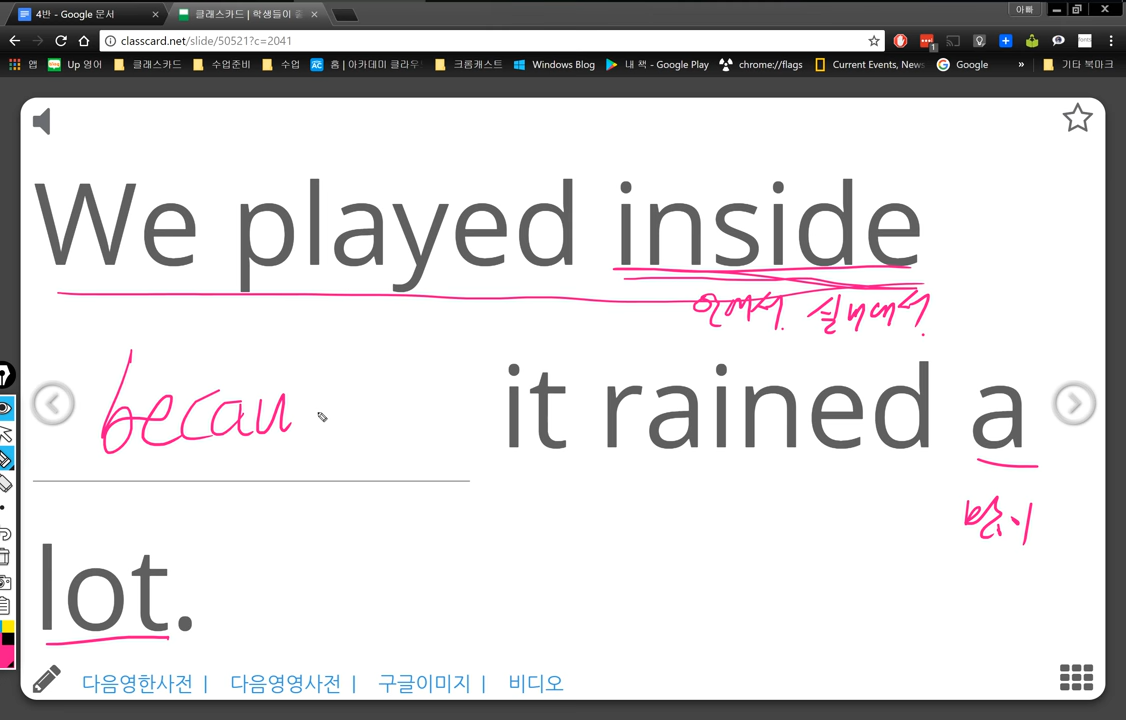 4반 - Google 문서
클래스카드 | 학생들이 줄
아빠
classcard.net/slide/50521?c=2041
앱 Up 영어 클래스카드 수업준비 수업 홈 | 아카데미 클라우 크롬캐스트 Windows Blog 내 책 - Google Play chrome://flags Current Events, News Google » 기타 북마크
We played inside
안에서. 실내에서.
becau it rained a
많이
lot.
다음영한사전 | 다음영영사전 | 구글이미지 | 비디오